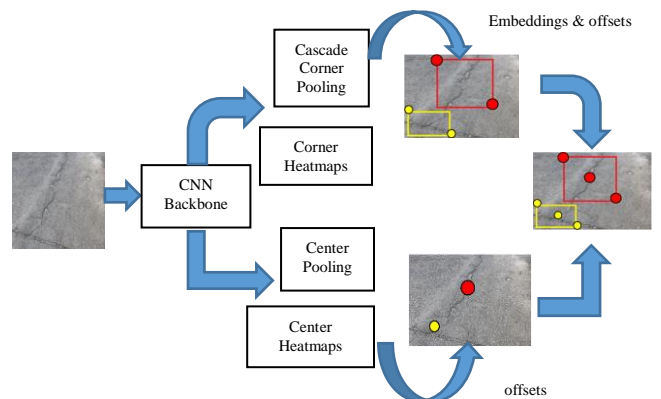 Embeddings & offsets
Cascade
Corner
Pooling
Corner
Heatmaps
CNN
Backbone
Center
Pooling
Center
Heatmaps
offsets